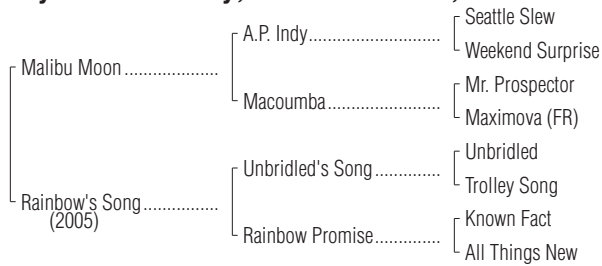 Seattle Slew
A.P. Indy
Weekend Surprise
Malibu Moon
Mr. Prospector
Macoumba
Maximova (FR)
Unbridled
Unbridled's Song
Trolley Song
Rainbow's Song
(2005)
Known Fact
Rainbow Promise
All Things New